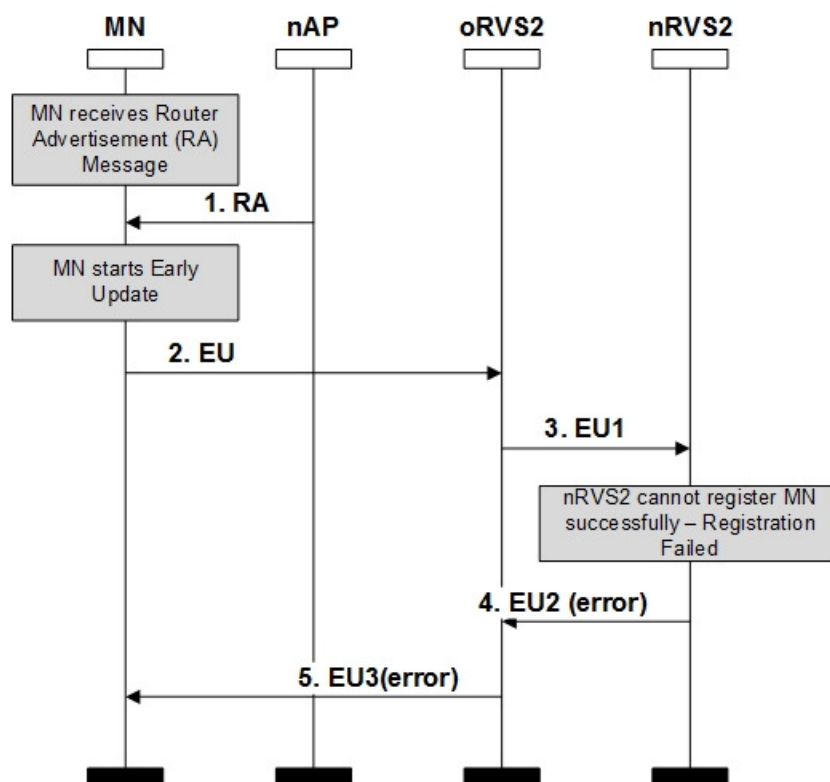 MN nAP oRVS2 nRVS2
MN receives Router
Advertisement (RA)
Message
1. RA
MN starts Early
Update
2. EU
3. EU1
nRVS2 cannot register MN
successfully – Registration
Failed
4. EU2 (error)
5. EU3(error)